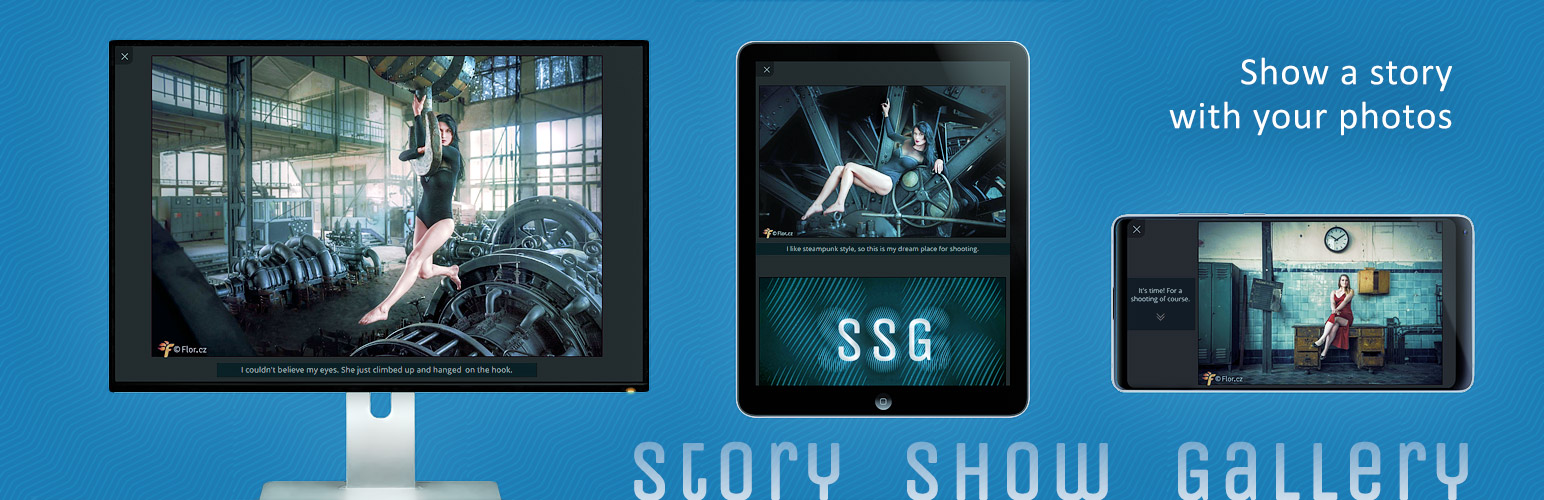 Show a story
with your photos
© Flor.cz
I couldn't believe my eyes. She just climbed up and hanged on the hook.
© Flor.cz
I like steampunk style, so this is my dream place for shooting.
SSG
It's time! For a
shooting of course.
© Flor.cz
Story Show Gallery